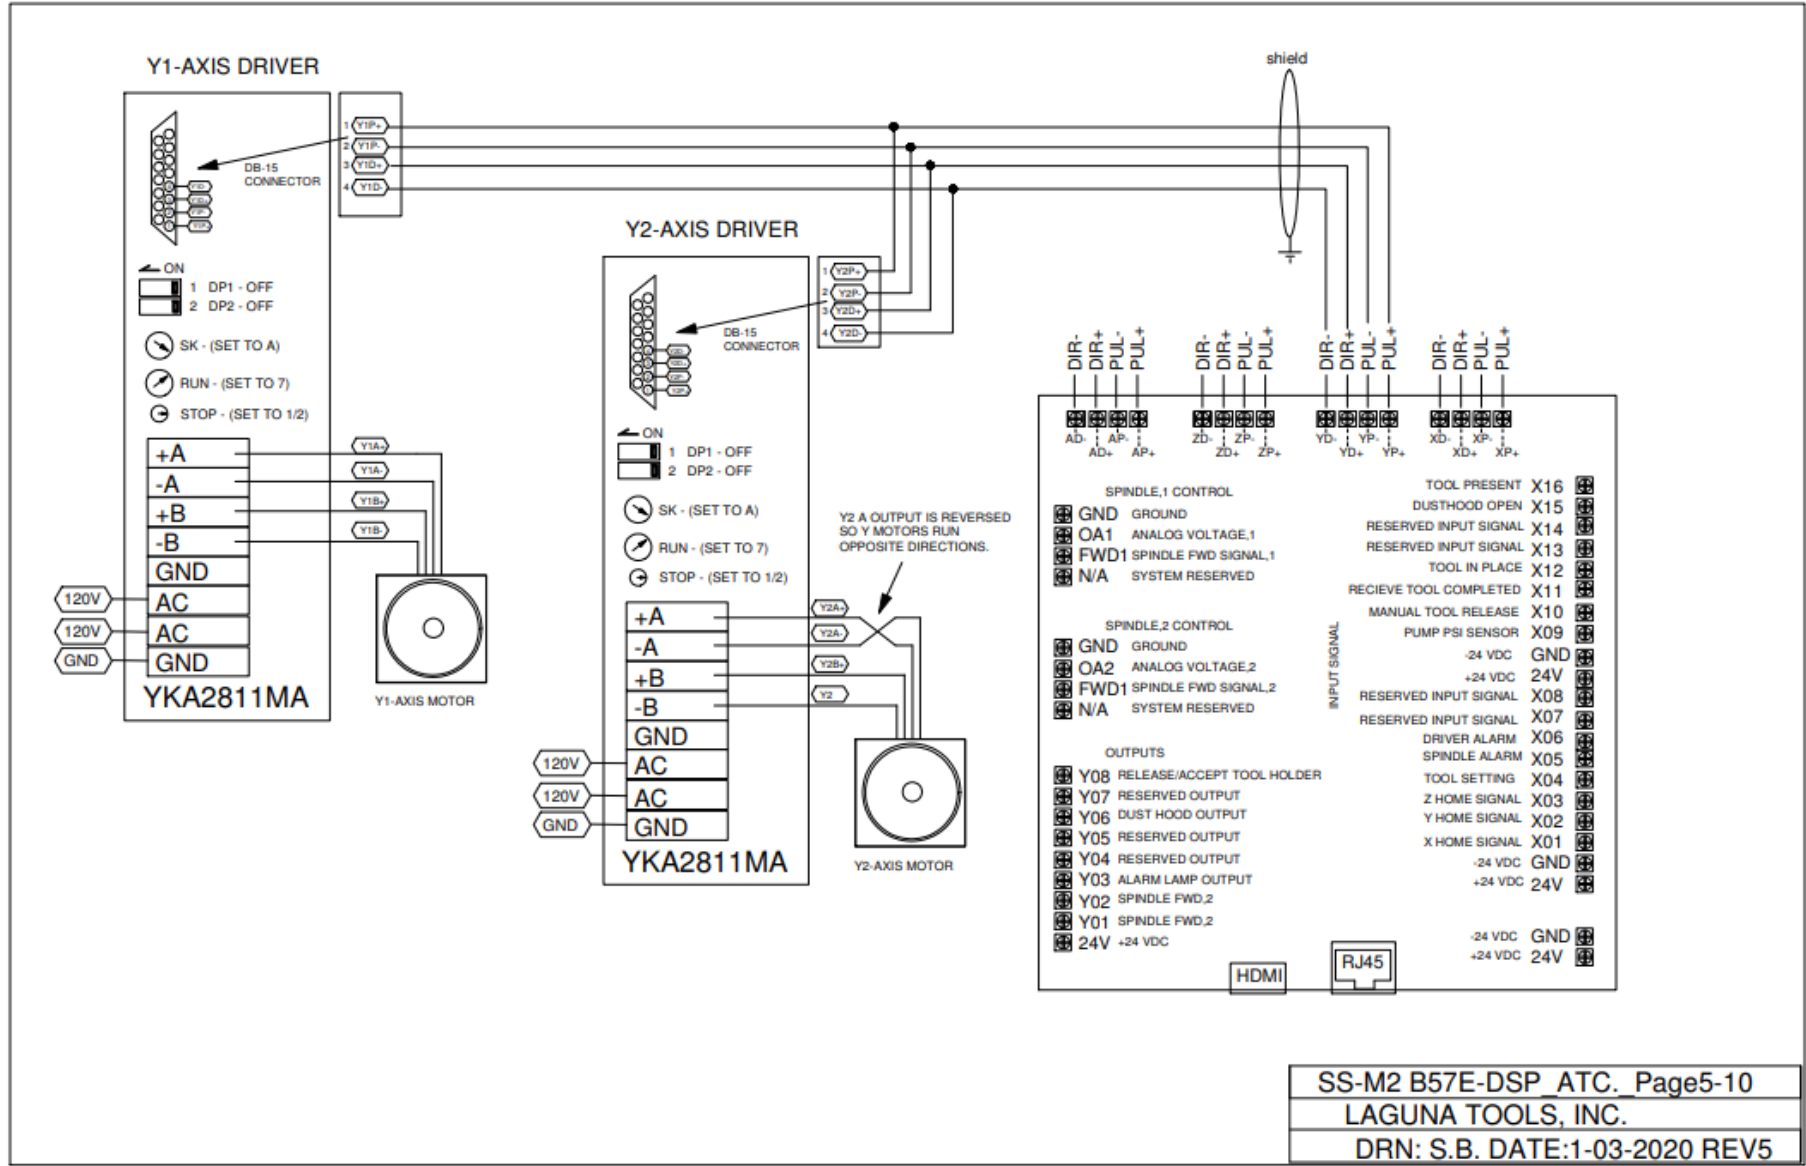 Y1-AXIS DRIVER
1 Y1P+
2 Y1P-
3 Y1D+
4 Y1D-
DB-15
CONNECTOR
Y1D-
Y1D+
Y1P-
ON
1 DP1 - OFF
2 DP2 - OFF
SK - (SET TO A)
RUN - (SET TO 7)
STOP - (SET TO 1/2)
+A
-A
+B
-B
GND
AC
AC
GND
Y1A+
Y1A-
Y1B+
Y1B-
120V
120V
GND
YKA2811MA
Y1-AXIS MOTOR
Y2-AXIS DRIVER
1 Y2P+
2 Y2P-
3 Y2D+
4 Y2D-
DB-15
CONNECTOR
Y2D-
Y2D+
Y2P-
ON
1 DP1 - OFF
2 DP2 - OFF
SK - (SET TO A)
RUN - (SET TO 7)
STOP - (SET TO 1/2)
+A
-A
+B
-B
GND
AC
AC
GND
Y2A+
Y2A-
Y2B+
Y2
120V
120V
GND
YKA2811MA
Y2-AXIS MOTOR
Y2 A OUTPUT IS REVERSED
SO Y MOTORS RUN
OPPOSITE DIRECTIONS.
shield
DIR- DIR+ PUL- PUL+
DIR- DIR+ PUL- PUL+
DIR- DIR+ PUL- PUL+
DIR- DIR+ PUL- PUL+
AD- AD+ AP- AP+
ZD- ZD+ ZP- ZP+
YD- YD+ YP- YP+
XD- XD+ XP- XP+
SPINDLE,1 CONTROL
GND GROUND
OA1 ANALOG VOLTAGE,1
FWD1 SPINDLE FWD SIGNAL,1
N/A SYSTEM RESERVED
SPINDLE,2 CONTROL
GND GROUND
OA2 ANALOG VOLTAGE,2
FWD1 SPINDLE FWD SIGNAL,2
N/A SYSTEM RESERVED
OUTPUTS
Y08 RELEASE/ACCEPT TOOL HOLDER
Y07 RESERVED OUTPUT
Y06 DUST HOOD OUTPUT
Y05 RESERVED OUTPUT
Y04 RESERVED OUTPUT
Y03 ALARM LAMP OUTPUT
Y02 SPINDLE FWD,2
Y01 SPINDLE FWD,2
24V +24 VDC
INPUT SIGNAL
TOOL PRESENT X16
DUSTHOOD OPEN X15
RESERVED INPUT SIGNAL X14
RESERVED INPUT SIGNAL X13
TOOL IN PLACE X12
RECIEVE TOOL COMPLETED X11
MANUAL TOOL RELEASE X10
PUMP PSI SENSOR X09
-24 VDC GND
+24 VDC 24V
RESERVED INPUT SIGNAL X08
RESERVED INPUT SIGNAL X07
DRIVER ALARM X06
SPINDLE ALARM X05
TOOL SETTING X04
Z HOME SIGNAL X03
Y HOME SIGNAL X02
X HOME SIGNAL X01
-24 VDC GND
+24 VDC 24V
-24 VDC GND
+24 VDC 24V
HDMI
RJ45
SS-M2 B57E-DSP_ATC._Page5-10
LAGUNA TOOLS, INC.
DRN: S.B. DATE:1-03-2020 REV5